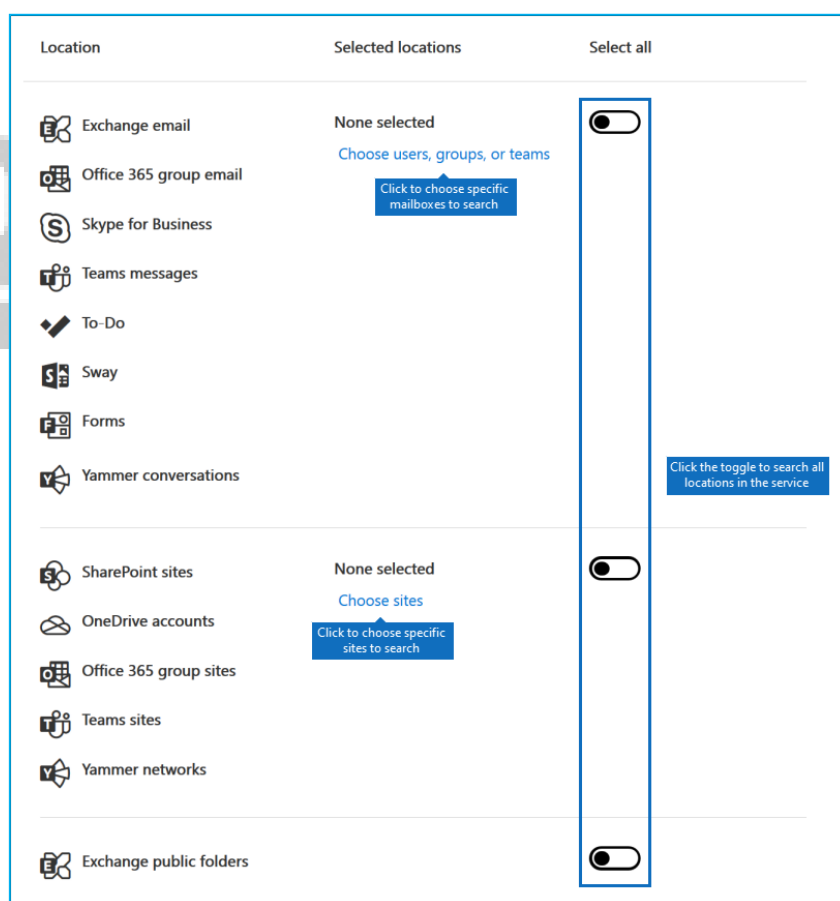 Location Selected locations Select all
Exchange email None selected
Choose users, groups, or teams
Office 365 group email
Click to choose specific
mailboxes to search
Skype for Business
Teams messages
To-Do
Sway
Forms
Yammer conversations
Click the toggle to search all
locations in the service
SharePoint sites None selected
Choose sites
OneDrive accounts
Click to choose specific
sites to search
Office 365 group sites
Teams sites
Yammer networks
Exchange public folders